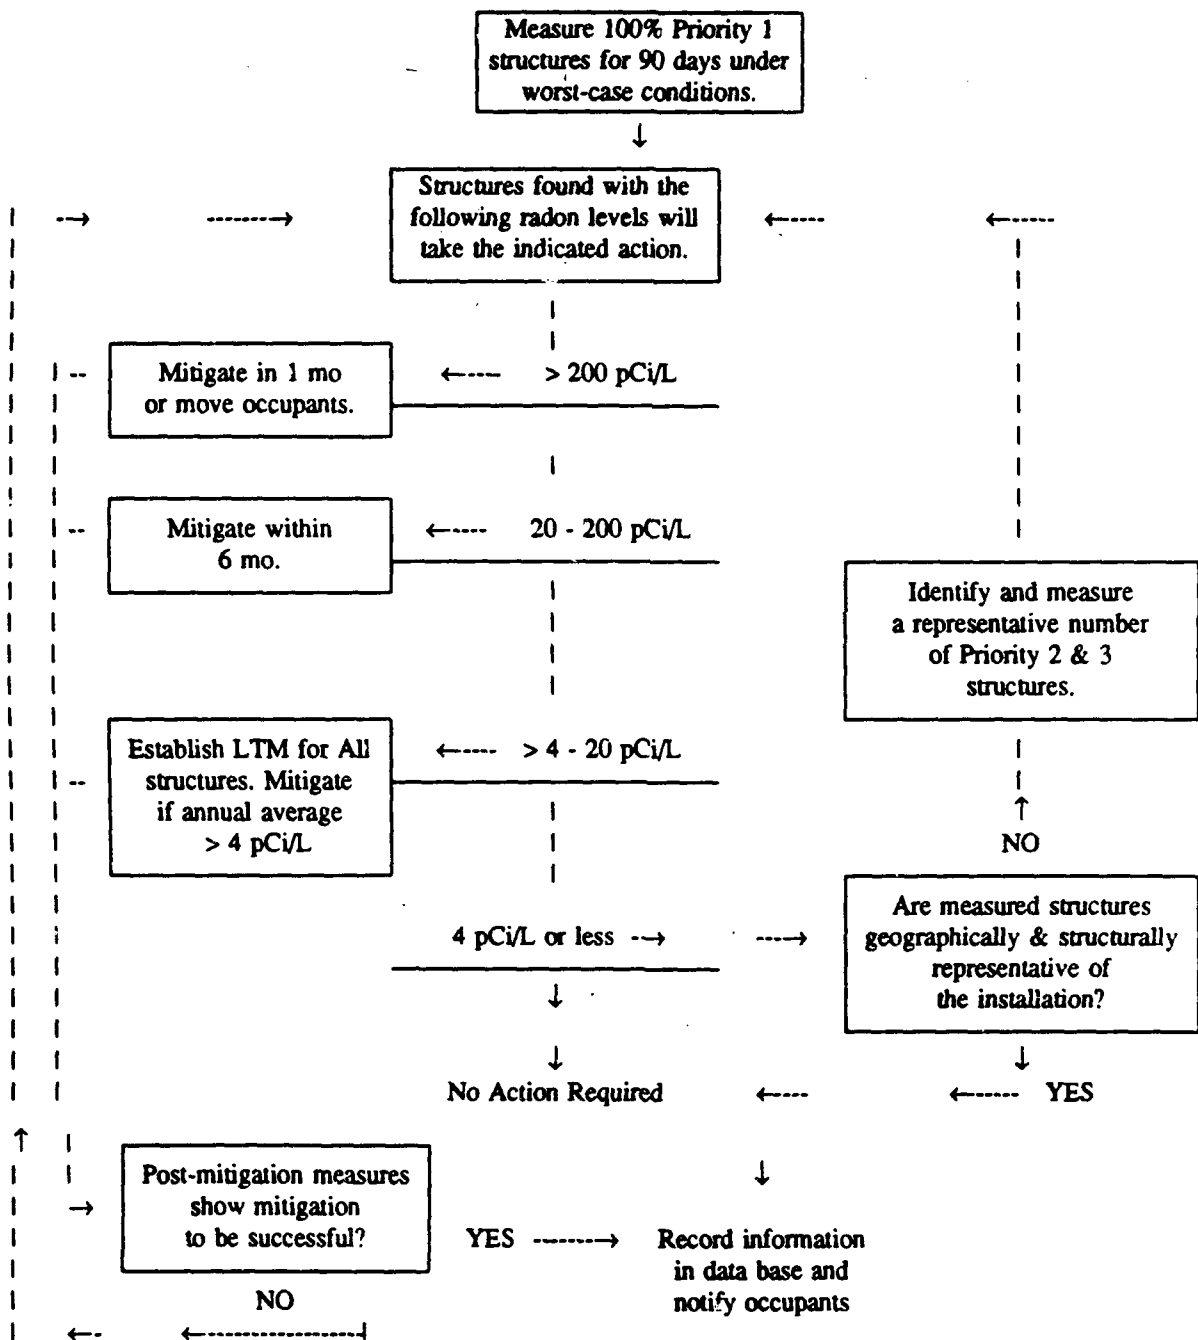 Measure 100% Priority 1
structures for 90 days under
worst-case conditions.
Structures found with the
following radon levels will
take the indicated action.
Mitigate in 1 mo
or move occupants.
> 200 pCi/L
Mitigate within
6 mo.
20 - 200 pCi/L
Identify and measure
a representative number
of Priority 2 & 3
structures.
Establish LTM for All
structures. Mitigate
if annual average
> 4 pCi/L
> 4 - 20 pCi/L
NO
4 pCi/L or less
Are measured structures
geographically & structurally
representative of
the installation?
No Action Required
YES
Post-mitigation measures
show mitigation
to be successful?
YES
Record information
in data base and
notify occupants
NO